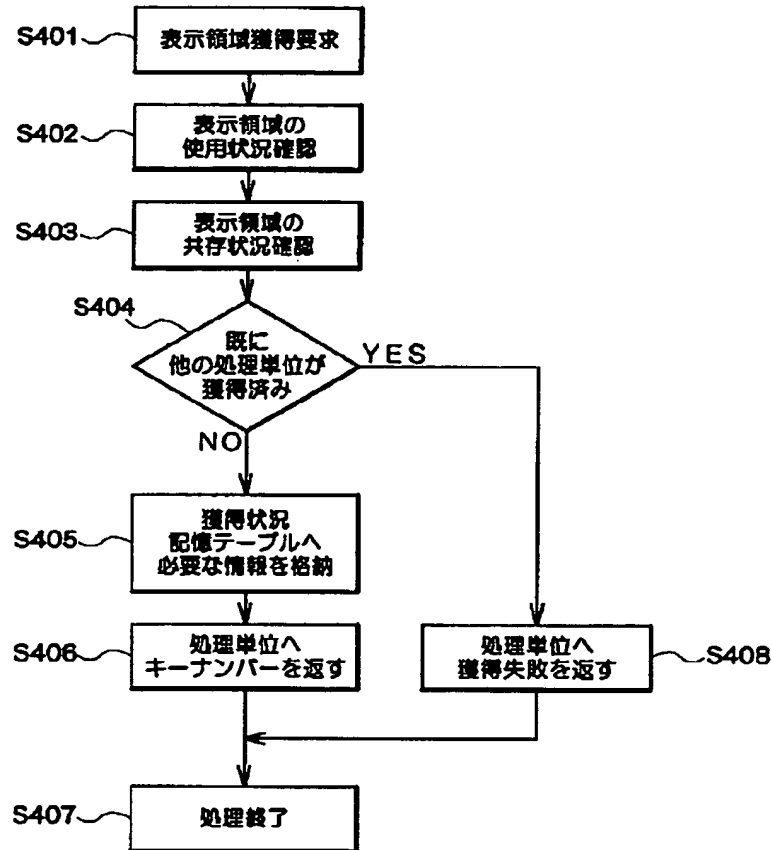 S401
表示領域獲得要求
S402
表示領域の
使用状況確認
S403
表示領域の
共存状況確認
S404
既に
他の処理単位が
獲得済み
YES
NO
S405
獲得状況
記憶テーブルへ
必要な情報を格納
S406
処理単位へ
キーナンバーを返す
処理単位へ
獲得失敗を返す
S408
S407
処理終了